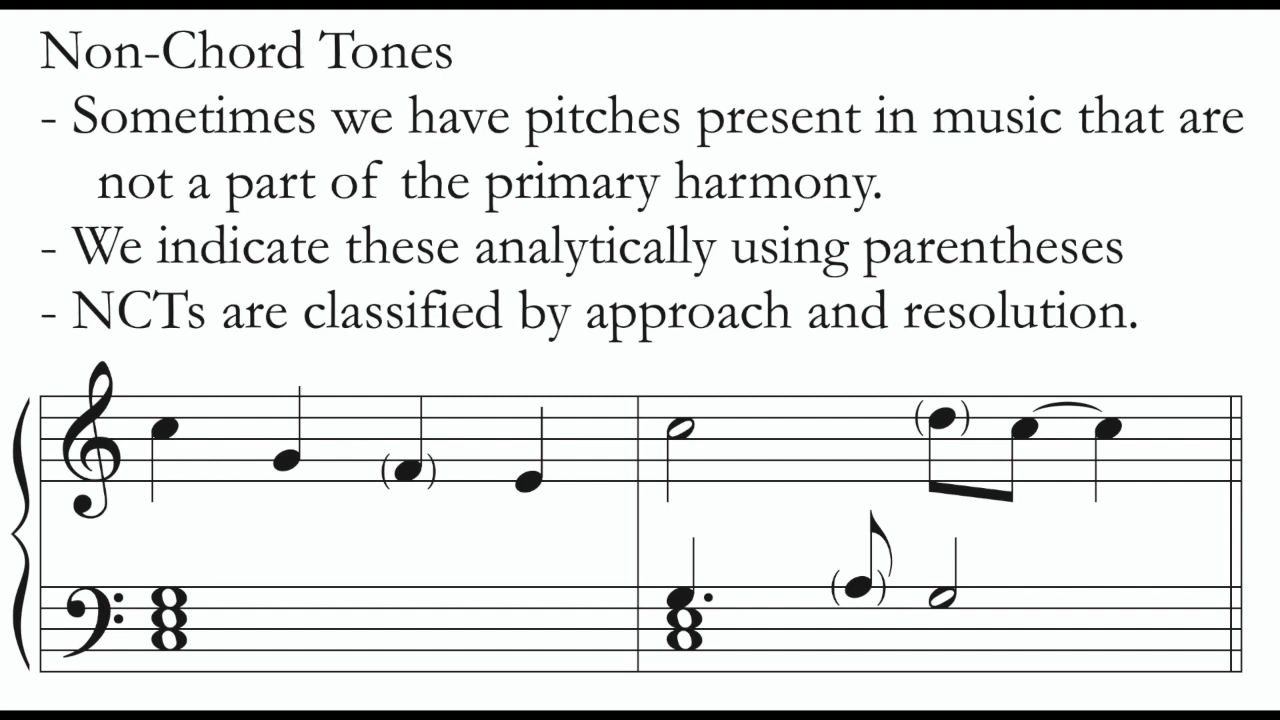 Non-Chord Tones
- Sometimes we have pitches present in music that are
not a part of the primary harmony.
- We indicate these analytically using parentheses
- NCTs are classified by approach and resolution.